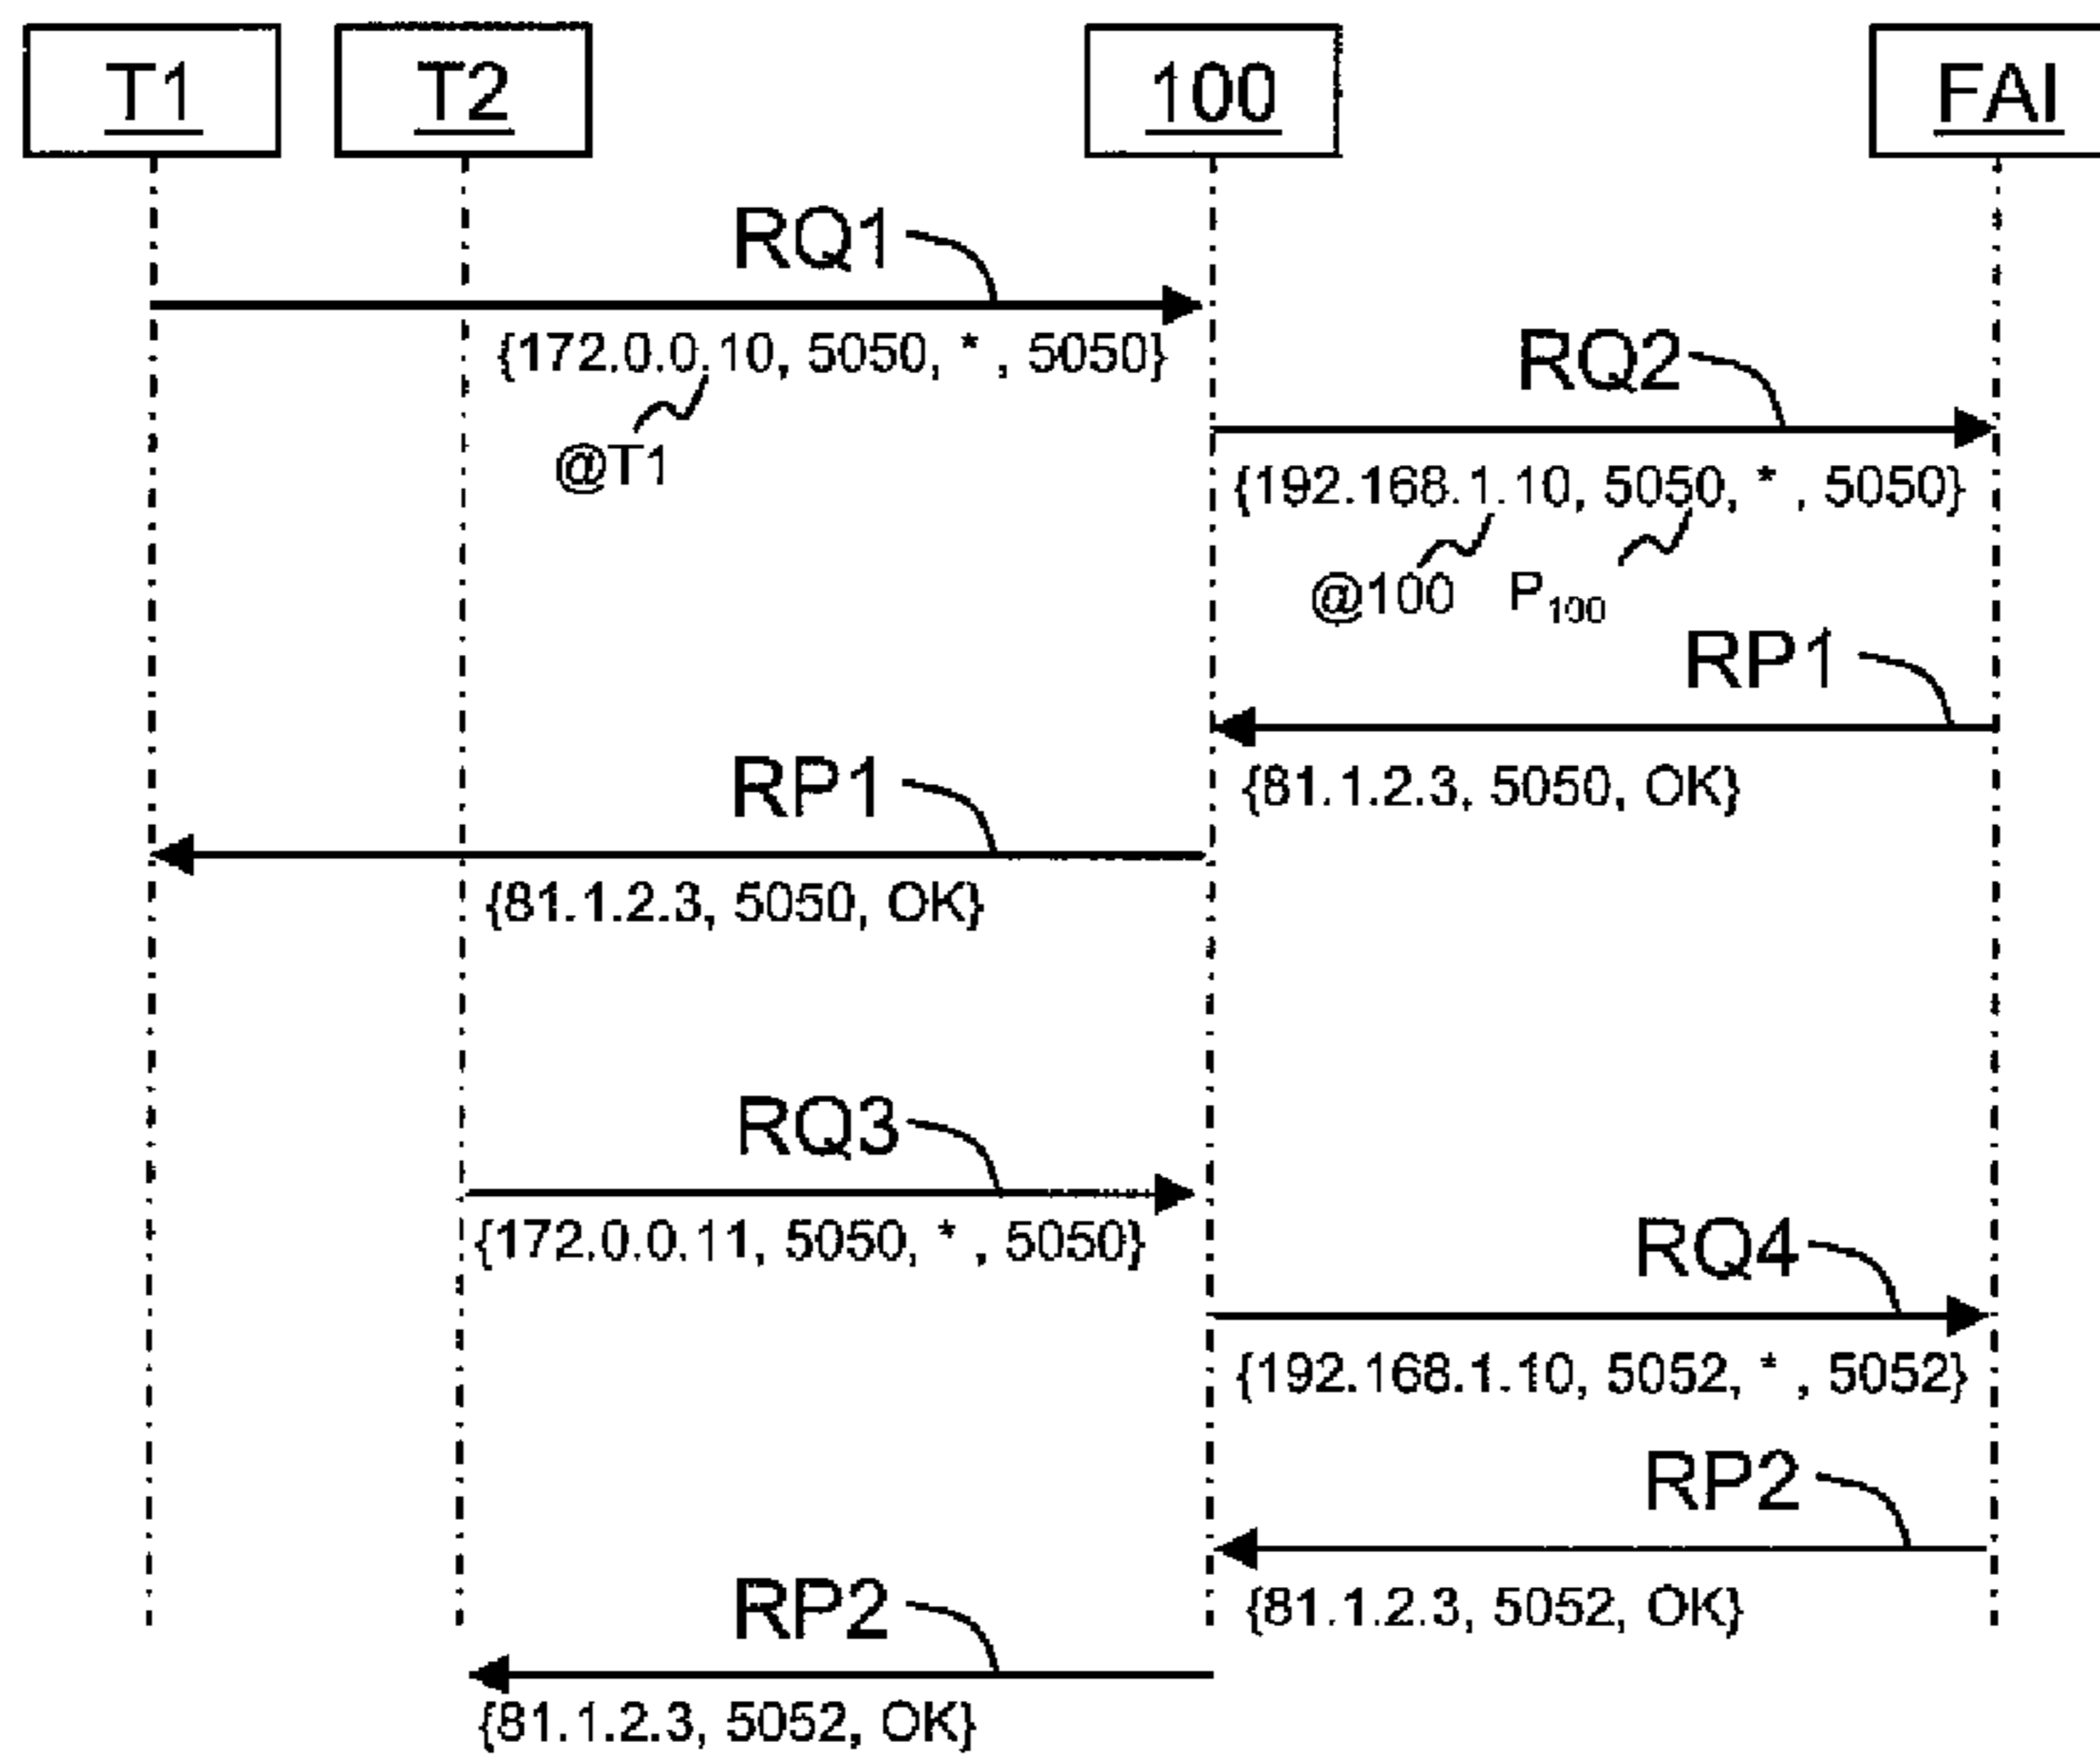 T1 T2 100 FAI
RQ1
{172.0.0.10, 5050, * , 5050}
@T1
RQ2
{192.168.1.10, 5050, * , 5050}
@100 P100
RP1
{81.1.2.3, 5050, OK}
RP1
{81.1.2.3, 5050, OK}
RQ3
{172.0.0.11, 5050, * , 5050}
RQ4
{192.168.1.10, 5052, * , 5052}
RP2
{81.1.2.3, 5052, OK}
RP2
{81.1.2.3, 5052, OK}